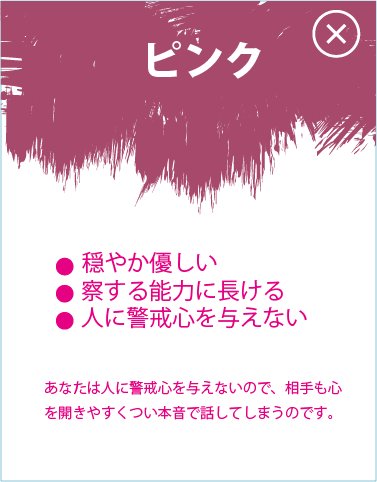 ピンク
● 穏やか優しい
● 察する能力に長ける
● 人に警戒心を与えない
あなたは人に警戒心を与えないので、相手も心
を開きやすくつい本音で話してしまうのです。